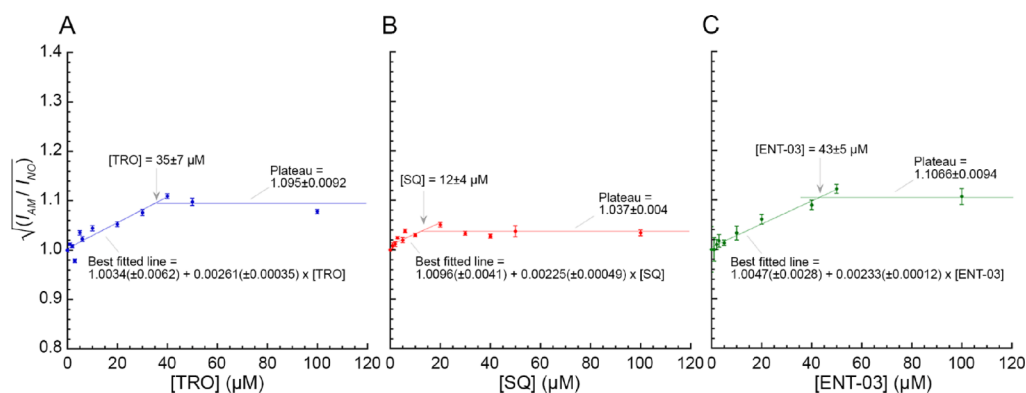 A
B
C
√(I_AM / I_NO)
1.4
1.3
1.2
1.1
1.0
0.9
0.8
[TRO] = 35±7 µM
Plateau =
1.095±0.0092
Best fitted line =
1.0034(±0.0062) + 0.00261(±0.00035) x [TRO]
0 20 40 60 80 100 120
[TRO] (µM)
[SQ] = 12±4 µM
Plateau =
1.037±0.004
Best fitted line =
1.0096(±0.0041) + 0.00225(±0.00049) x [SQ]
0 20 40 60 80 100 120
[SQ] (µM)
[ENT-03] = 43±5 µM
Plateau =
1.1066±0.0094
Best fitted line =
1.0047(±0.0028) + 0.00233(±0.00012) x [ENT-03]
0 20 40 60 80 100 120
[ENT-03] (µM)